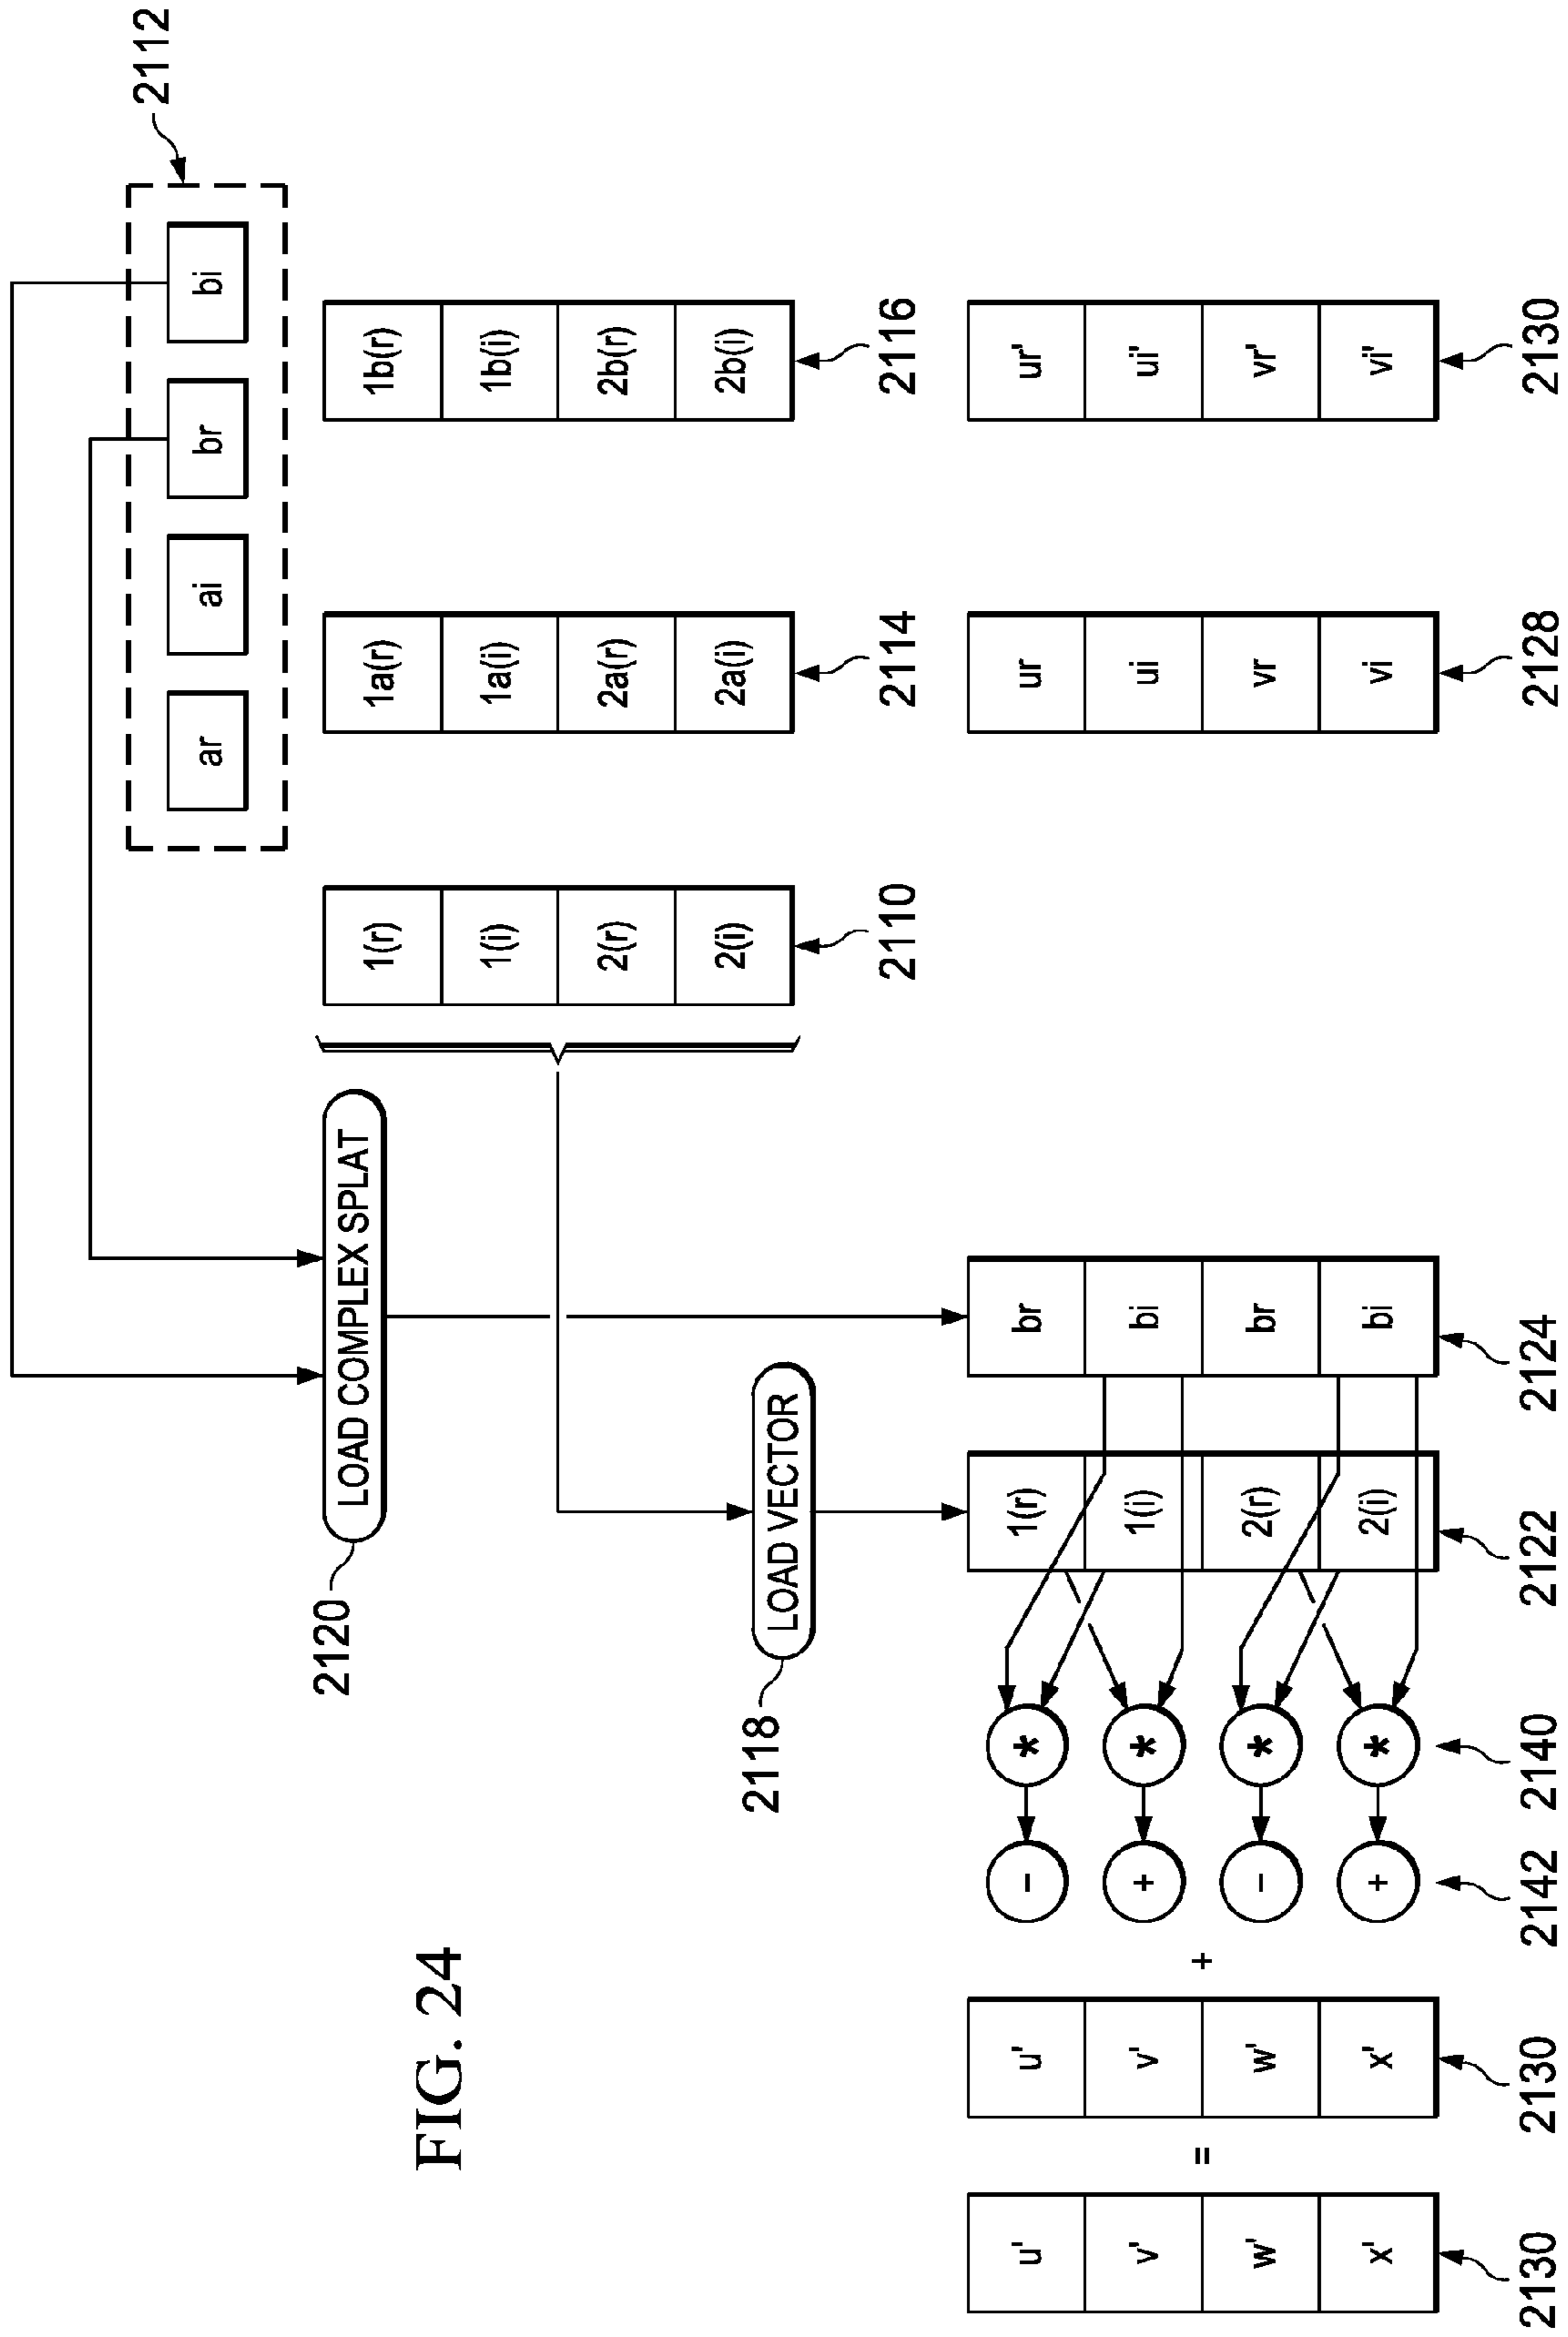 2112
ar
ai
br
bi
2120
LOAD COMPLEX SPLAT
1(r)
1(i)
2(r)
2(i)
2110
1a(r)
1a(i)
2a(r)
2a(i)
2114
1b(r)
1b(i)
2b(r)
2b(i)
2116
FIG. 24
2118
LOAD VECTOR
u'
v'
w'
x'
2130
=
u'
v'
w'
x'
2130
+
-
+
-
+
2142
*
*
*
*
2140
1(r)
1(i)
2(r)
2(i)
2122
br
bi
br
bi
2124
ur
ui
vr
vi
2128
ur'
ui'
vr'
vi'
2130